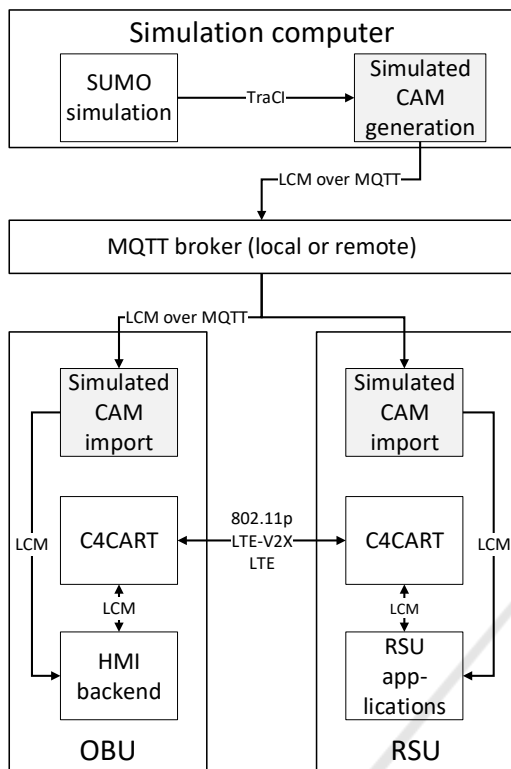 Simulation computer
SUMO
simulation
TraCI
Simulated
CAM
generation
LCM over MQTT
MQTT broker (local or remote)
LCM over MQTT
Simulated
CAM
import
Simulated
CAM
import
LCM
C4CART
802.11p
LTE-V2X
LTE
C4CART
LCM
LCM
LCM
HMI
backend
RSU
app-
lications
OBU
RSU